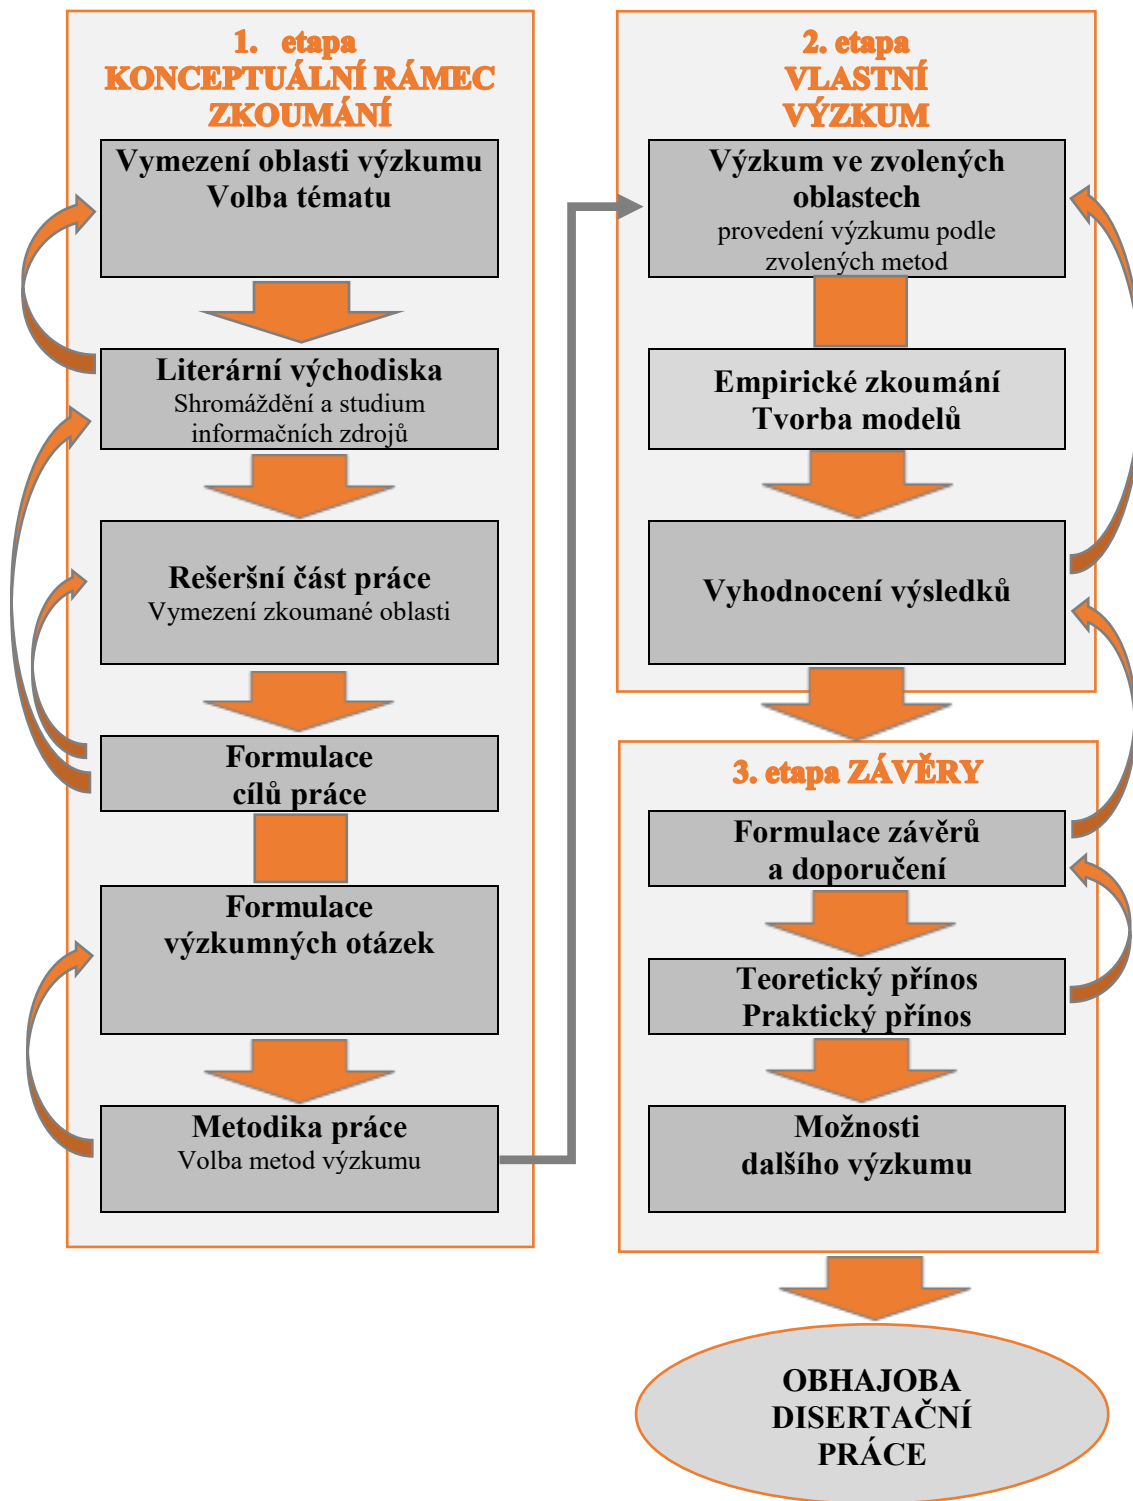 1. etapa
KONCEPTUÁLNÍ RÁMEC
ZKOUMÁNÍ
Vymezení oblasti výzkumu
Volba tématu
Literární východiska
Shromáždění a studium
informačních zdrojů
Rešeršní část práce
Vymezení zkoumané oblasti
Formulace
cílů práce
Formulace
výzkumných otázek
Metodika práce
Volba metod výzkumu
2. etapa
VLASTNÍ
VÝZKUM
Výzkum ve zvolených
oblastech
provedení výzkumu podle
zvolených metod
Empirické zkoumání
Tvorba modelů
Vyhodnocení výsledků
3. etapa ZÁVĚRY
Formulace závěrů
a doporučení
Teoretický přínos
Praktický přínos
Možnosti
dalšího výzkumu
OBHAJOBA
DISERTAČNÍ
PRÁCE